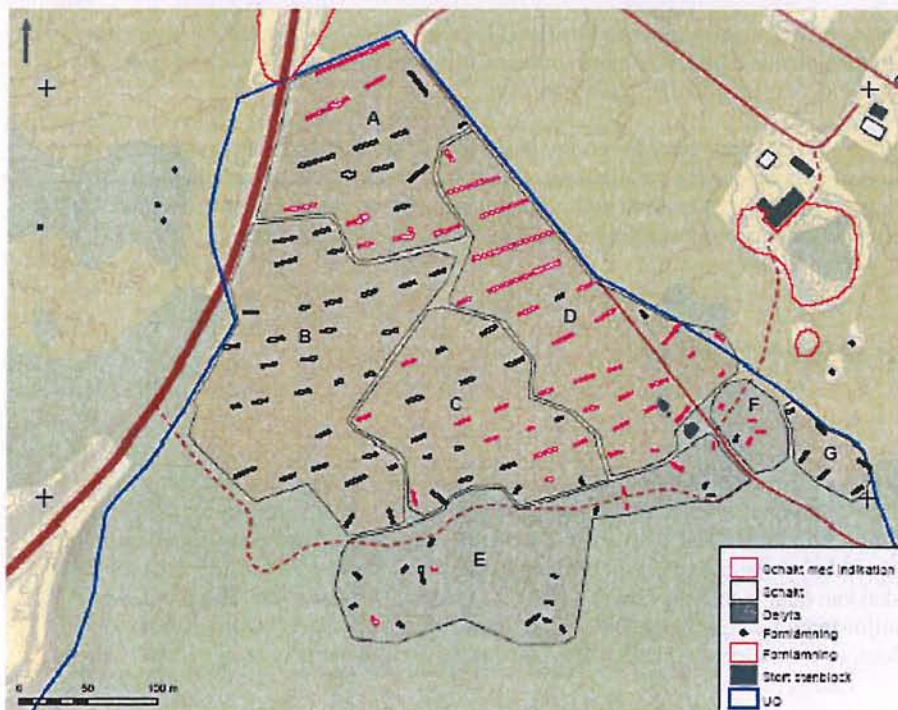 A
B
D
C
F
G
E
Schakt med indikation
Schakt
Delyta
Fornlämning
Fornlämning
Stort stenblock
UO
0 50 100 m